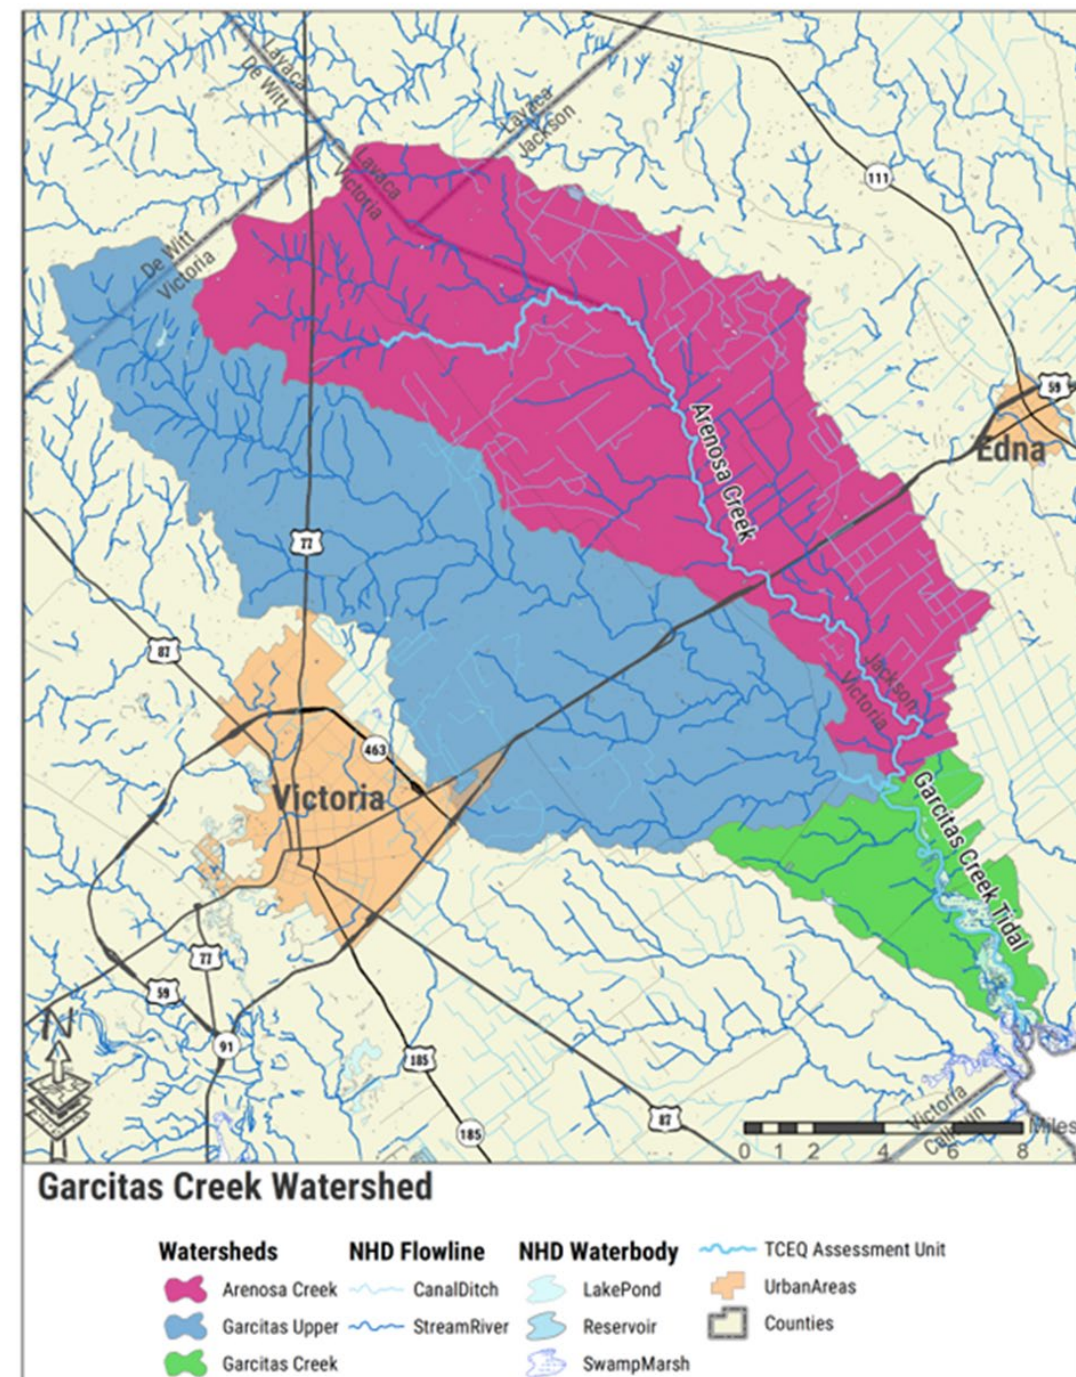 Lavaca
De Witt
Lavaca
Jackson
111
Lavaca
Victoria
De Witt
Victoria
59
Edna
Arenosa Creek
77
87
Jackson
Victoria
463
Victoria
Garcitas Creek Tidal
77
59
N
91
185
87
185
Victoria
Calhoun
Miles
0 1 2 4 6 8
Garcitas Creek Watershed
Watersheds
Arenosa Creek
Garcitas Upper
Garcitas Creek
NHD Flowline
CanalDitch
StreamRiver
NHD Waterbody
LakePond
Reservoir
SwampMarsh
TCEQ Assessment Unit
UrbanAreas
Counties